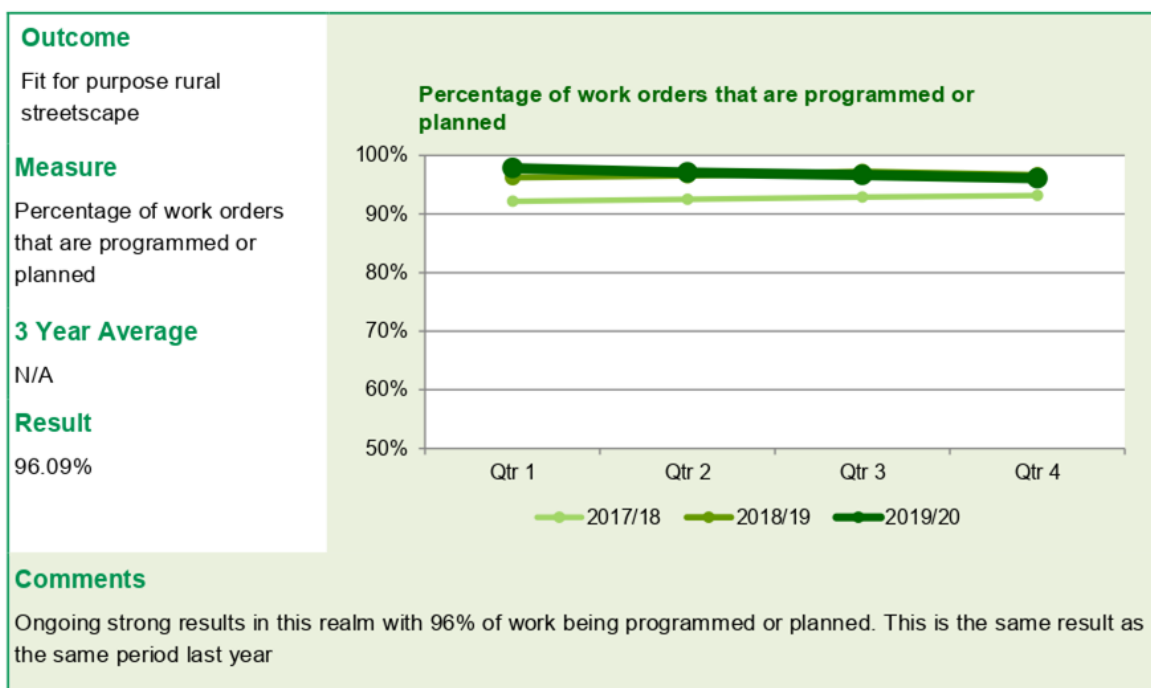 Outcome
Fit for purpose rural
streetscape
Measure
Percentage of work orders
that are programmed or
planned
3 Year Average
N/A
Result
96.09%
Percentage of work orders that are programmed or
planned
100%
90%
80%
70%
60%
50%
Qtr 1 Qtr 2 Qtr 3 Qtr 4
2017/18 2018/19 2019/20
Comments
Ongoing strong results in this realm with 96% of work being programmed or planned. This is the same result as
the same period last year